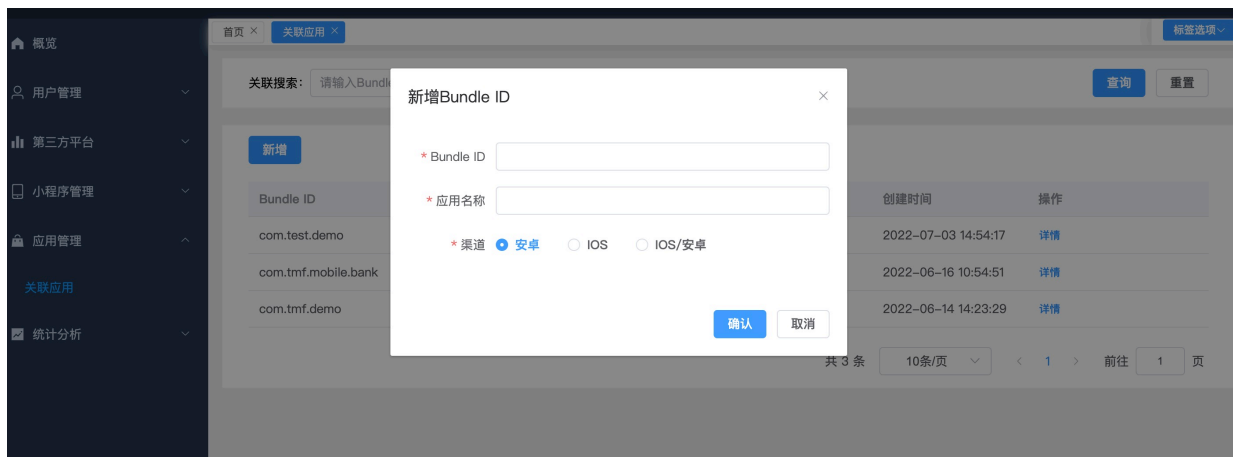 概览
用户管理
第三方平台
小程序管理
应用管理
关联应用
统计分析
首页 × 关联应用 ×
标签选项
关联搜索: 请输入Bundle
查询 重置
新增
Bundle ID 创建时间 操作
com.test.demo 2022-07-03 14:54:17 详情
com.tmf.mobile.bank 2022-06-16 10:54:51 详情
com.tmf.demo 2022-06-14 14:23:29 详情
共 3 条 10条/页 < 1 > 前往 1 页
新增Bundle ID ×
* Bundle ID
* 应用名称
* 渠道 安卓 IOS IOS/安卓
确认 取消